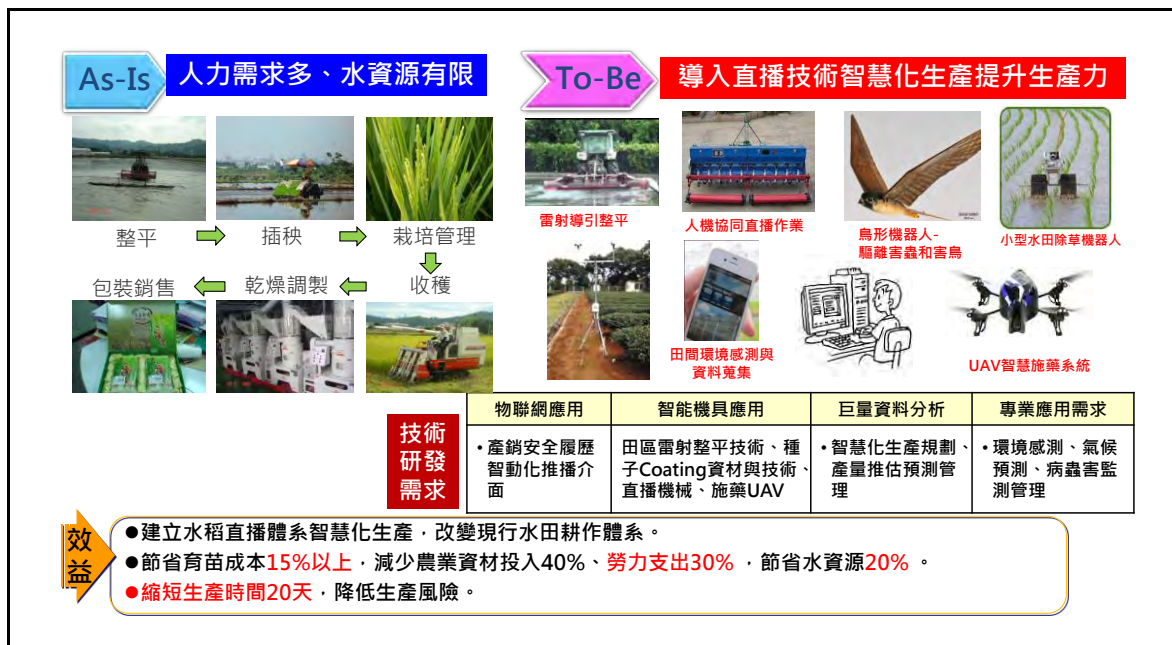 As-Is
人力需求多、水資源有限
整平
插秧
栽培管理
包裝銷售
乾燥調製
收穫
To-Be
導入直播技術智慧化生產提升生產力
雷射導引整平
人機協同直播作業
鳥形機器人-
驅離害蟲和害鳥
小型水田除草機器人
田間環境感測與
資料蒐集
UAV智慧施藥系統
技術
研發
需求
物聯網應用
智能機具應用
巨量資料分析
專業應用需求
•產銷安全履歷
智動化推播介
面
田區雷射整平技術、種
子Coating資材與技術、
直播機械、施藥UAV
•智慧化生產規劃、
產量推估預測管
理
•環境感測、氣候
預測、病蟲害監
測管理
效
益
●建立水稻直播體系智慧化生產，改變現行水田耕作體系。
●節省育苗成本15%以上，減少農業資材投入40%、勞力支出30% ，節省水資源20% 。
●縮短生產時間20天，降低生產風險。